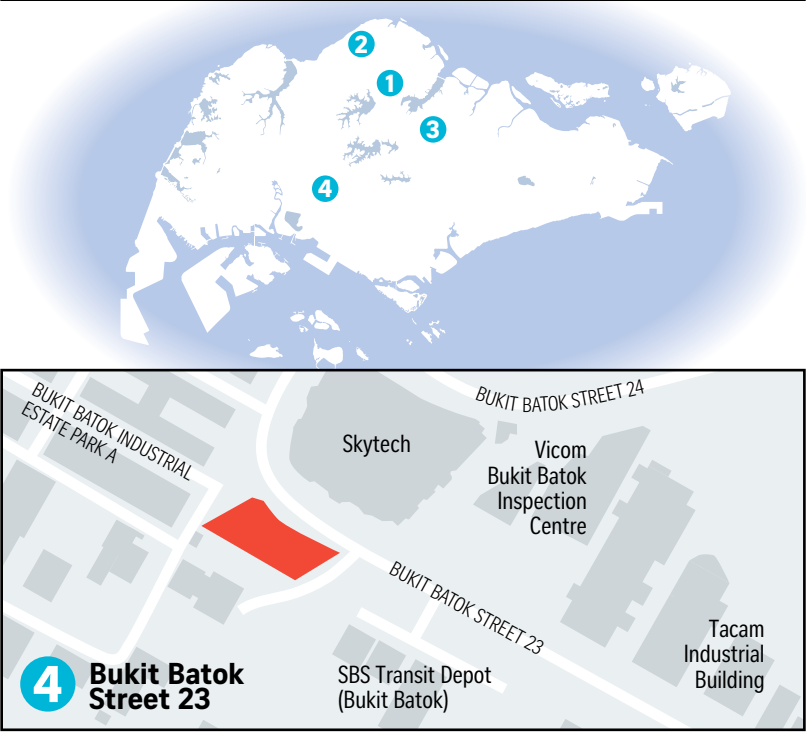 2
1
3
4
BUKIT BATOK STREET 24
BUKIT BATOK INDUSTRIAL
ESTATE PARK A
Skytech
Vicom
Bukit Batok
Inspection
Centre
BUKIT BATOK STREET 23
Tacam
Industrial
Building
4
Bukit Batok
Street 23
SBS Transit Depot
(Bukit Batok)